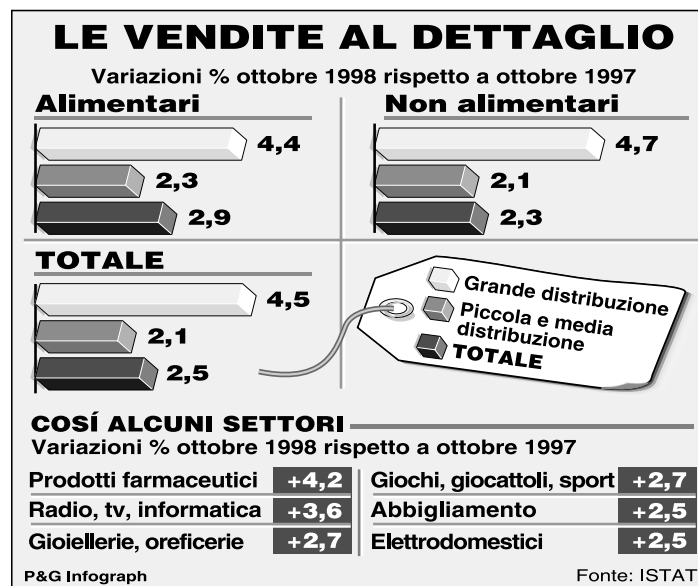 LE VENDITE AL DETTAGLIO
Variazioni % ottobre 1998 rispetto a ottobre 1997
Alimentari
4,4
2,3
2,9
Non alimentari
4,7
2,1
2,3
TOTALE
4,5
2,1
2,5
Grande distribuzione
Piccola e media
distribuzione
TOTALE
COSÍ ALCUNI SETTORI
Variazioni % ottobre 1998 rispetto a ottobre 1997
Prodotti farmaceutici +4,2
Radio, tv, informatica +3,6
Gioiellerie, oreficerie +2,7
Giochi, giocattoli, sport +2,7
Abbigliamento +2,5
Elettrodomestici +2,5
P&G Infograph
Fonte: ISTAT